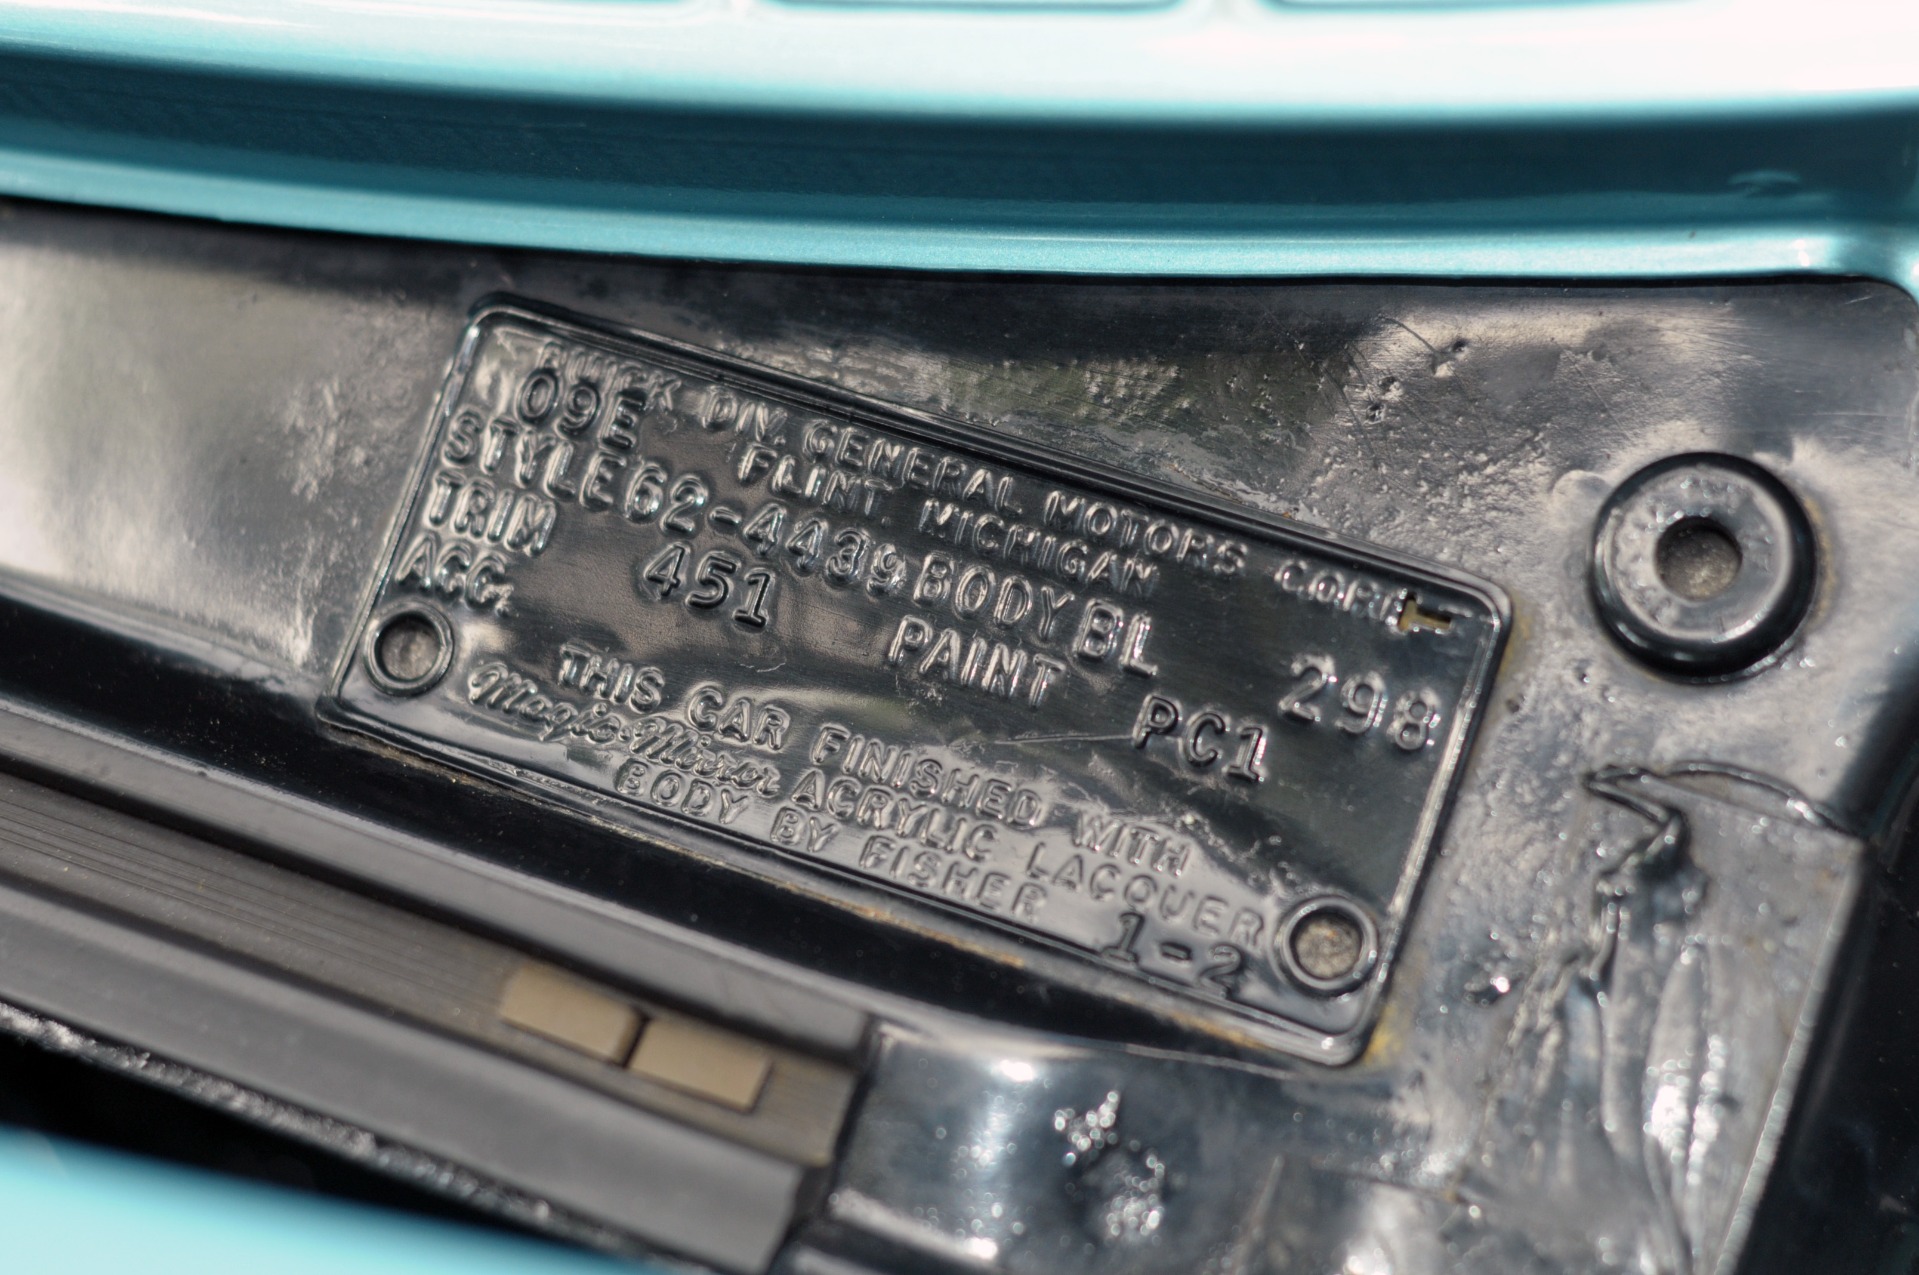 BUICK DIV. GENERAL MOTORS CORP.
FLINT. MICHIGAN
09E
STYLE 62-4439 BODY BL 298
TRIM 451 PAINT PC1
ACC.
THIS CAR FINISHED WITH
Magic-Mirror ACRYLIC LACQUER
BODY BY FISHER 1-2